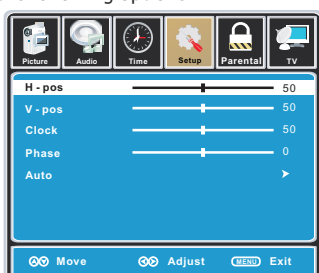 Picture Audio Time Setup Parental TV
H - pos 50
V - pos 50
Clock 50
Phase 0
Auto
Move Adjust MENU Exit